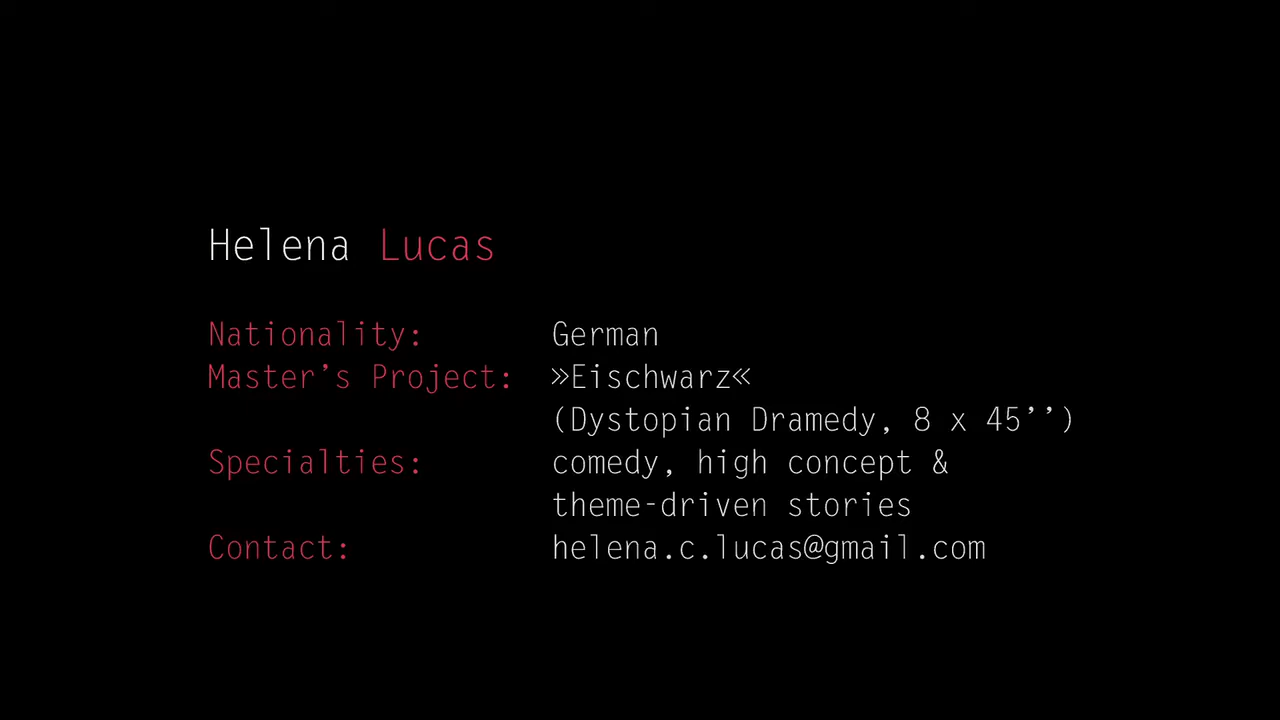 Helena Lucas
Nationality: German
Master’s Project: »Eischwarz«
(Dystopian Dramedy, 8 x 45’’)
Specialties: comedy, high concept &
theme-driven stories
Contact: helena.c.lucas@gmail.com